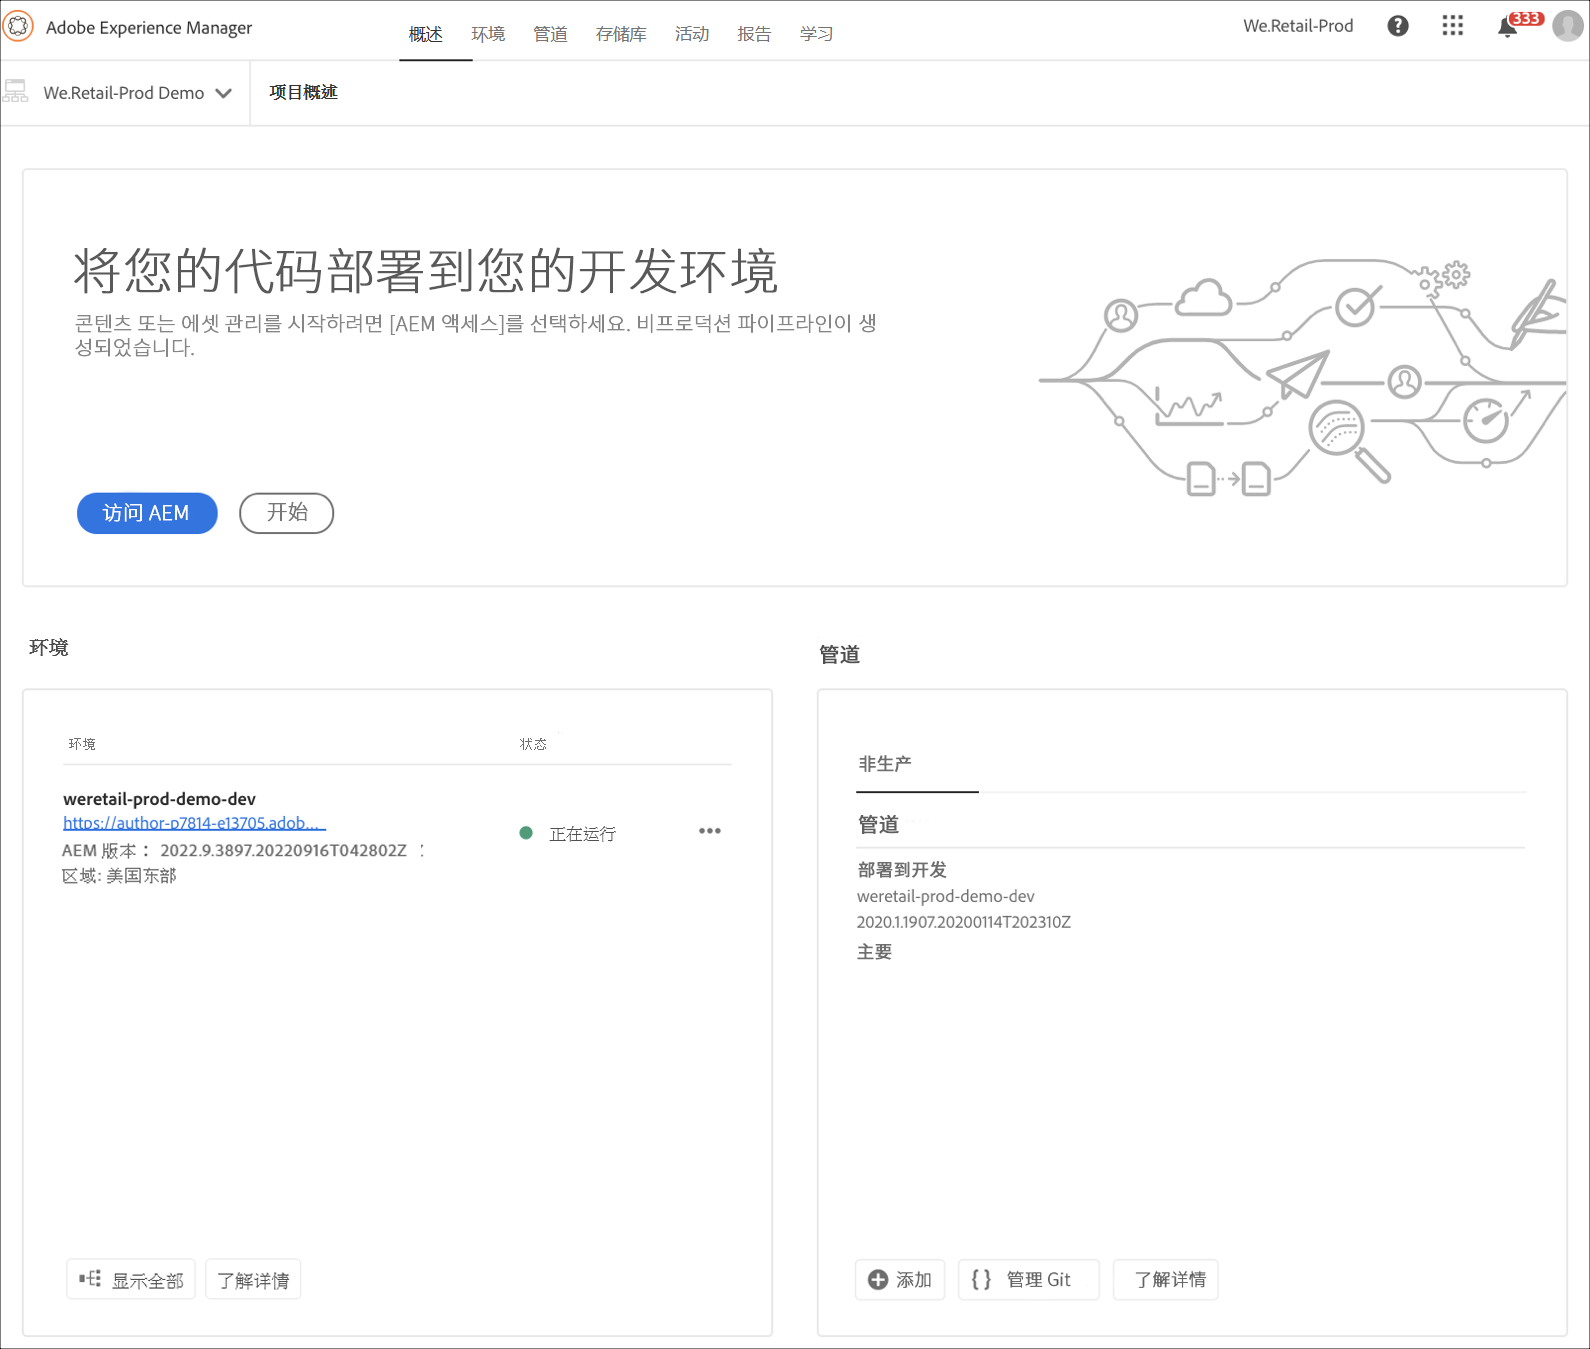 Adobe Experience Manager
概述 环境 管道 存储库 活动 报告 学习
We.Retail-Prod
333
We.Retail-Prod Demo
项目概述
将您的代码部署到您的开发环境
콘텐츠 또는 에셋 관리를 시작하려면 [AEM 액세스]를 선택하세요. 비프로덕션 파이프라인이 생
성되었습니다.
访问 AEM
开始
环境
环境 状态
weretail-prod-demo-dev
https://author-p7814-e13705.adob...
AEM 版本： 2022.9.3897.20220916T042802Z
区域: 美国东部
正在运行
显示全部
了解详情
管道
非生产
管道
部署到开发
weretail-prod-demo-dev
2020.1.1907.20200114T202310Z
主要
添加
管理 Git
了解详情